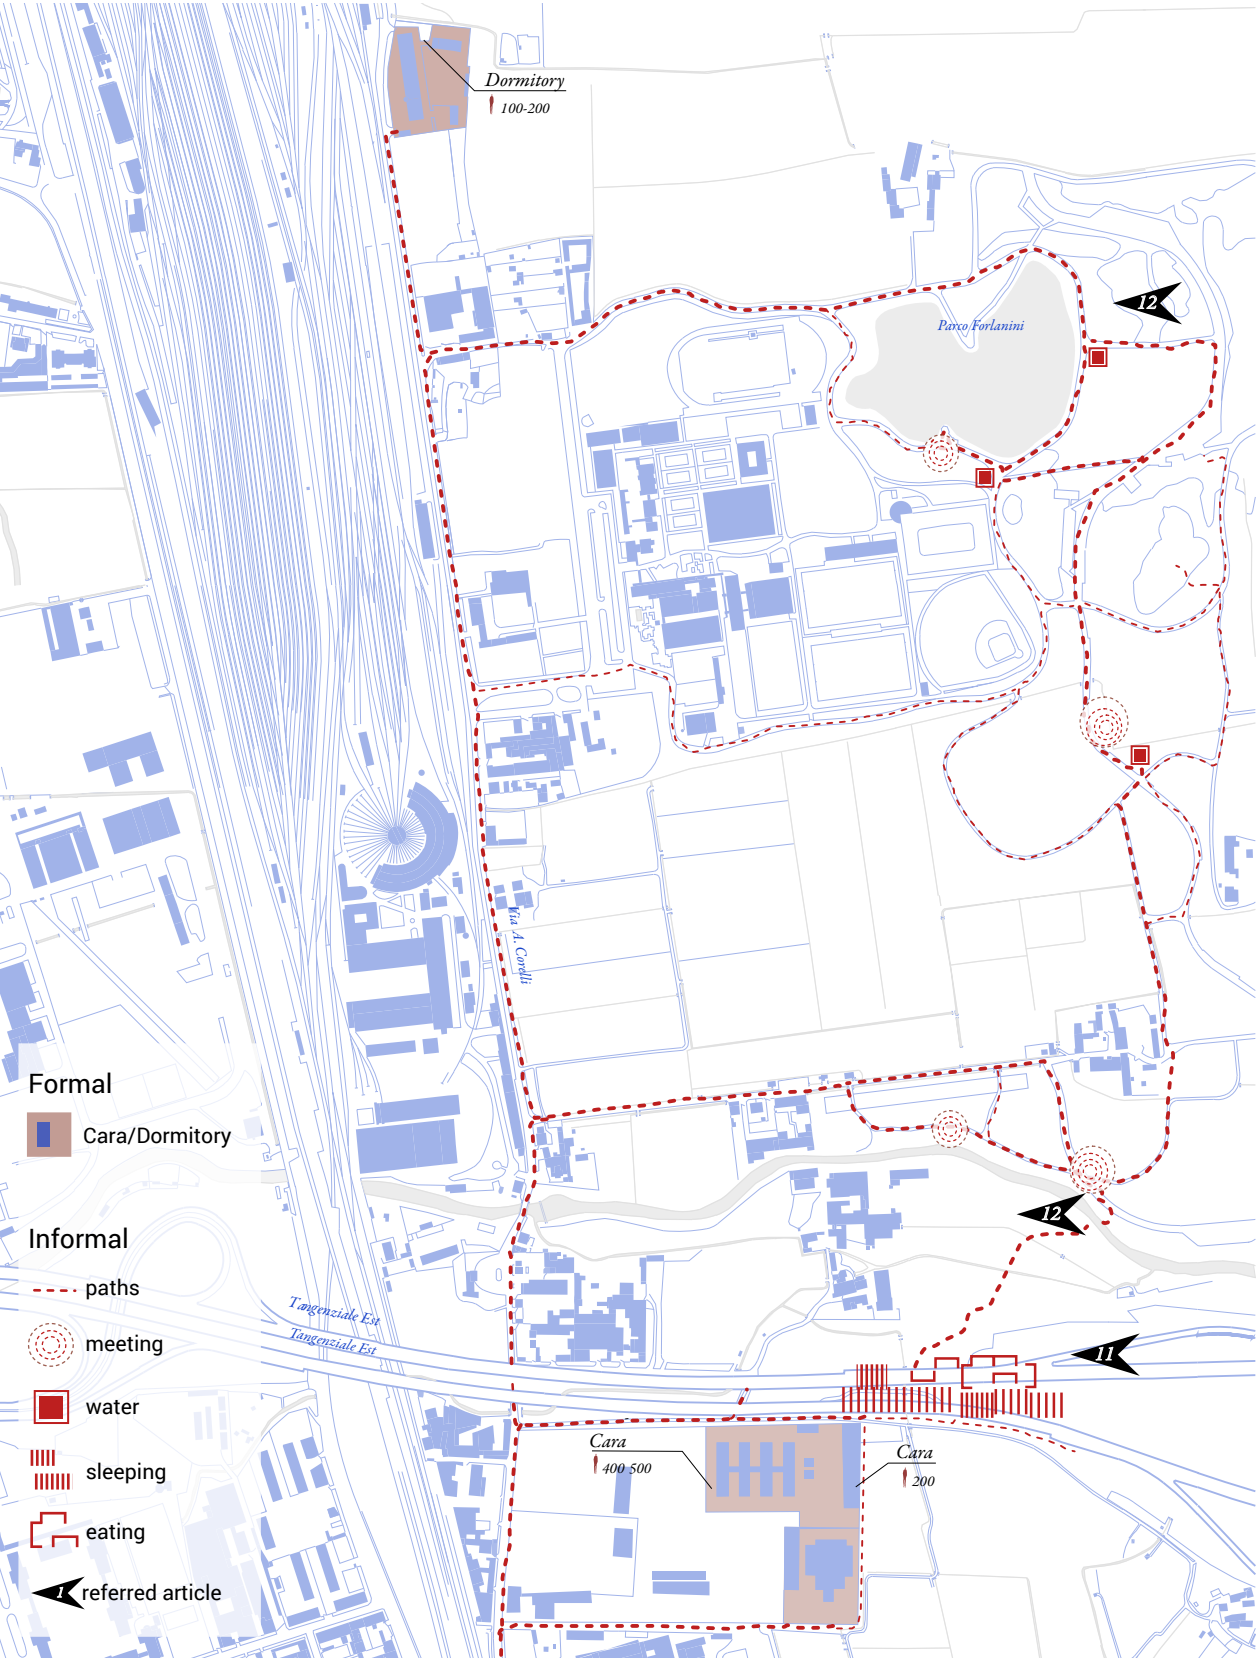 Dormitory
100-200
12
Parco Forlanini
Via A. Corelli
Formal
Cara/Dormitory
Informal
paths
meeting
water
sleeping
eating
1 referred article
12
Tangenziale Est
Tangenziale Est
11
Cara
400 500
Cara
200